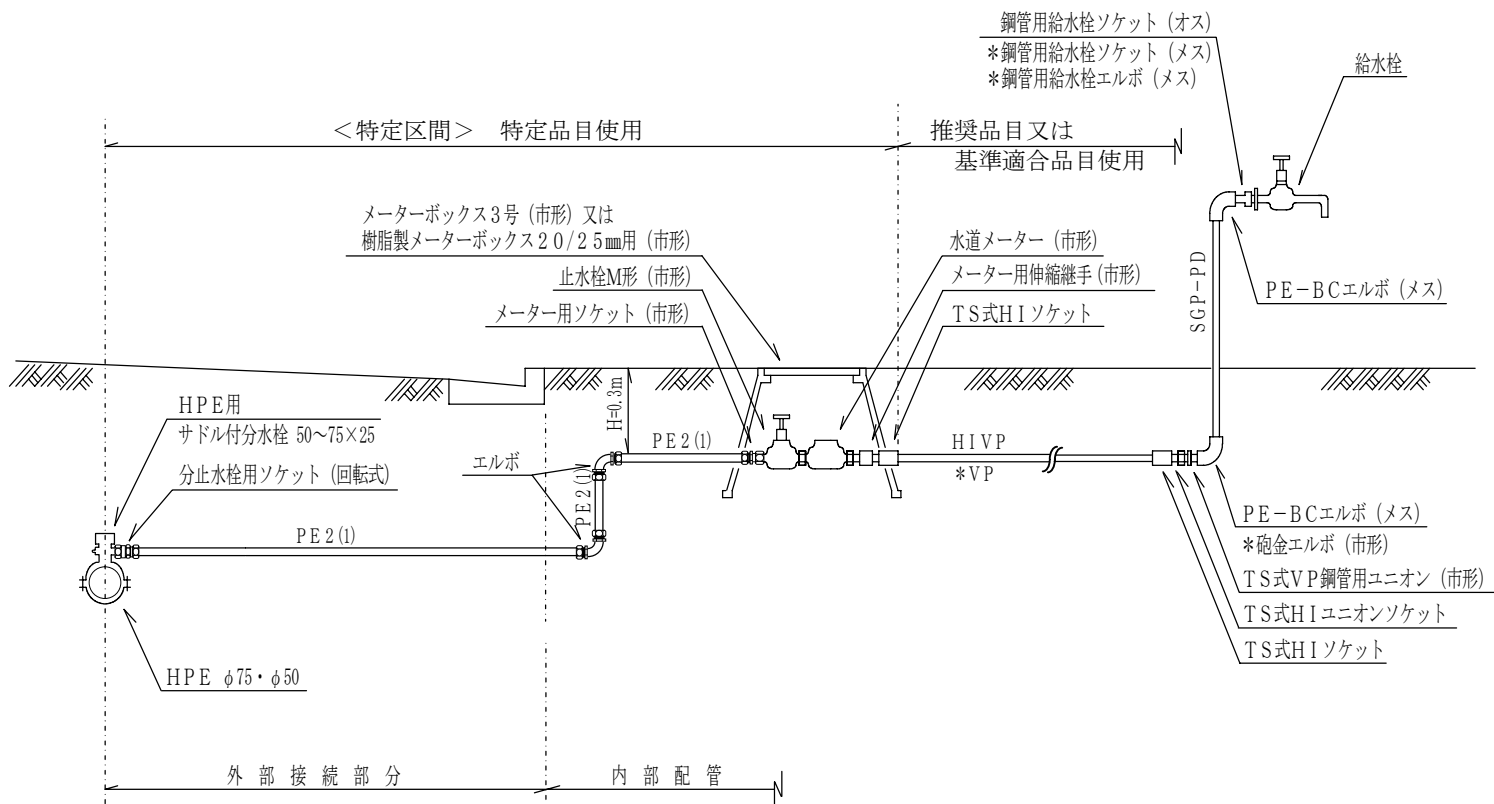 鋼管用給水栓ソケット (オス)
*鋼管用給水栓ソケット (メス)
*鋼管用給水栓エルボ (メス)
給水栓
<特定区間> 特定品目使用
推奨品目又は
基準適合品目使用
メーターボックス3号 (市形) 又は
樹脂製メーターボックス20/25㎜用 (市形)
止水栓M形 (市形)
メーター用ソケット (市形)
水道メーター (市形)
メーター用伸縮継手 (市形)
TS式HIソケット
SGP-PD
PE-BCエルボ (メス)
HPE用
サドル付分水栓 50~75×25
分止水栓用ソケット (回転式)
エルボ
H=0.3m
PE2(1)
PE2(1)
PE2(1)
HIVP
*VP
PE-BCエルボ (メス)
*砲金エルボ (市形)
TS式VP鋼管用ユニオン (市形)
TS式HIユニオンソケット
TS式HIソケット
HPE φ75・φ50
外部接続部分
内部配管